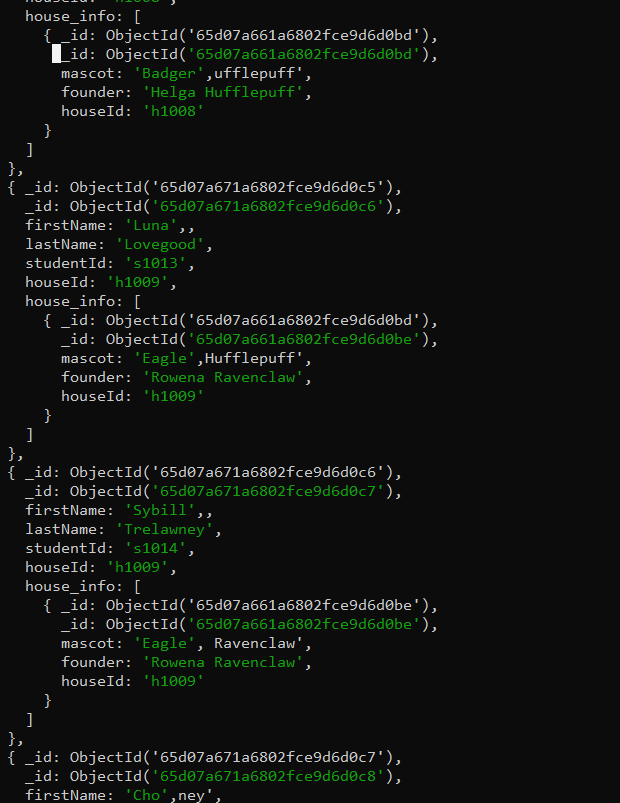 houseId: 'h1008',
house_info: [
{ _id: ObjectId('65d07a661a6802fce9d6d0bd'),
_id: ObjectId('65d07a661a6802fce9d6d0bd'),
mascot: 'Badger',ufflepuff',
founder: 'Helga Hufflepuff',
houseId: 'h1008'
}
]
},
{ _id: ObjectId('65d07a671a6802fce9d6d0c5'),
_id: ObjectId('65d07a671a6802fce9d6d0c6'),
firstName: 'Luna',,
lastName: 'Lovegood',
studentId: 's1013',
houseId: 'h1009',
house_info: [
{ _id: ObjectId('65d07a661a6802fce9d6d0bd'),
_id: ObjectId('65d07a661a6802fce9d6d0be'),
mascot: 'Eagle',Hufflepuff',
founder: 'Rowena Ravenclaw',
houseId: 'h1009'
}
]
},
{ _id: ObjectId('65d07a671a6802fce9d6d0c6'),
_id: ObjectId('65d07a671a6802fce9d6d0c7'),
firstName: 'Sybill',,
lastName: 'Trelawney',
studentId: 's1014',
houseId: 'h1009',
house_info: [
{ _id: ObjectId('65d07a661a6802fce9d6d0be'),
_id: ObjectId('65d07a661a6802fce9d6d0be'),
mascot: 'Eagle', Ravenclaw',
founder: 'Rowena Ravenclaw',
houseId: 'h1009'
}
]
},
{ _id: ObjectId('65d07a671a6802fce9d6d0c7'),
_id: ObjectId('65d07a671a6802fce9d6d0c8'),
firstName: 'Cho',ney',